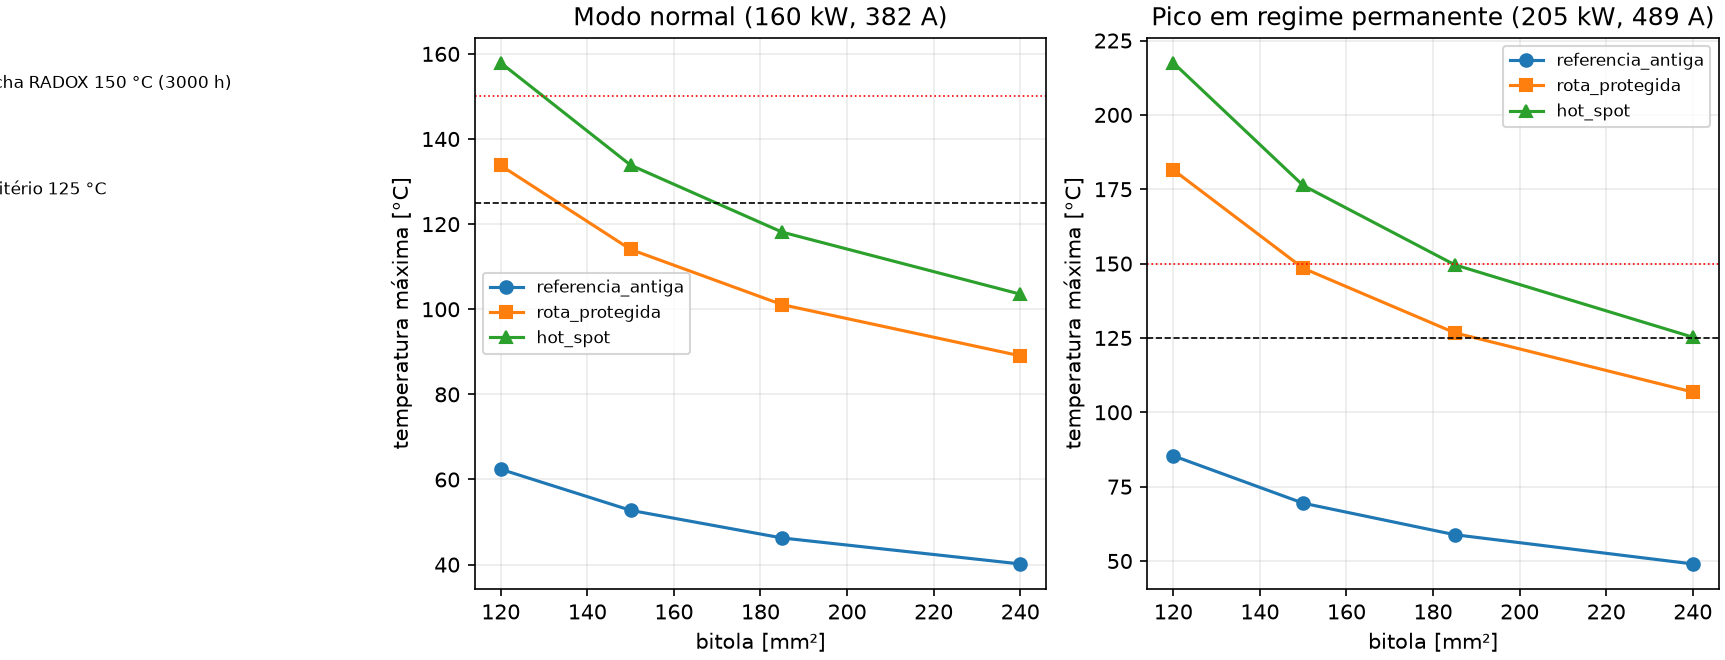 Modo normal (160 kW, 382 A)
Pico em regime permanente (205 kW, 489 A)
RADOX 150 °C (3000 h)
125 °C
temperatura máxima [°C]
160
140
120
100
80
60
40
referencia_antiga
rota_protegida
hot_spot
120
140
160
180
200
220
240
bitola [mm²]
temperatura máxima [°C]
225
200
175
150
125
100
75
50
referencia_antiga
rota_protegida
hot_spot
120
140
160
180
200
220
240
bitola [mm²]